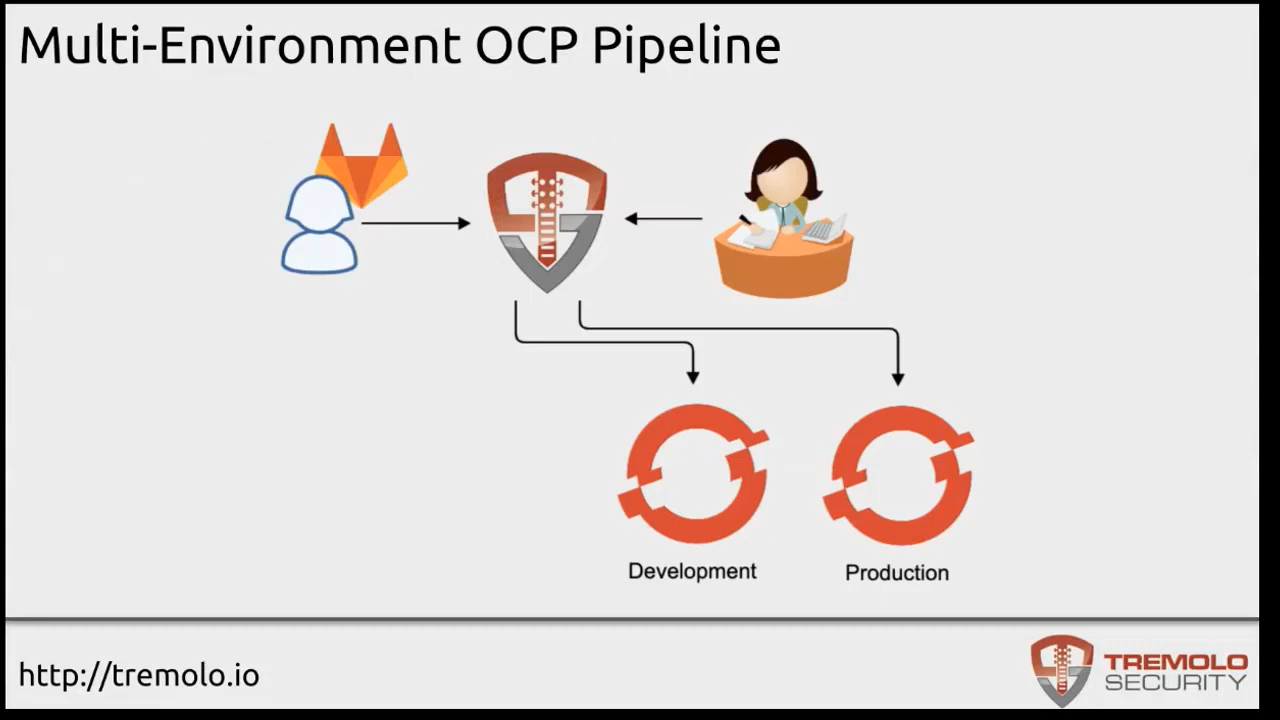 Multi-Environment OCP Pipeline
Development
Production
http://tremolo.io
TREMOLO
SECURITY